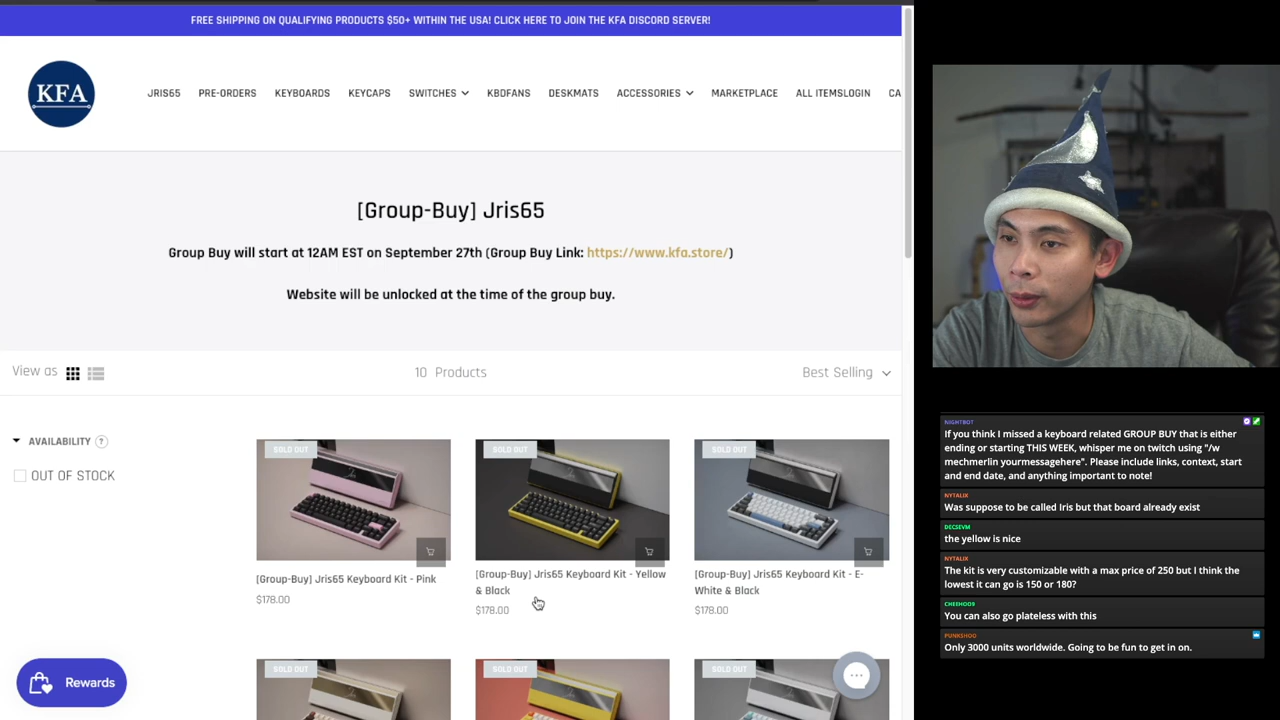 FREE SHIPPING ON QUALIFYING PRODUCTS $50+ WITHIN THE USA! CLICK HERE TO JOIN THE KFA DISCORD SERVER!
KFA
JRIS65 PRE-ORDERS KEYBOARDS KEYCAPS SWITCHES KBDFANS DESKMATS ACCESSORIES MARKETPLACE ALL ITEMSLOGIN CA
[Group-Buy] Jris65
Group Buy will start at 12AM EST on September 27th (Group Buy Link: https://www.kfa.store/)
Website will be unlocked at the time of the group buy.
View as 10 Products Best Selling
AVAILABILITY ?
OUT OF STOCK
SOLD OUT SOLD OUT SOLD OUT
[Group-Buy] Jris65 Keyboard Kit - Pink
$178.00
[Group-Buy] Jris65 Keyboard Kit - Yellow
& Black
$178.00
[Group-Buy] Jris65 Keyboard Kit - E-
White & Black
$178.00
SOLD OUT SOLD OUT SOLD OUT
Rewards
NIGHTBOT
If you think I missed a keyboard related GROUP BUY that is either
ending or starting THIS WEEK, whisper me on twitch using "/w
mechmerlin yourmessagehere". Please include links, context, start
and end date, and anything important to note!
NYTALIX
Was suppose to be called Iris but that board already exist
DECSEVM
the yellow is nice
NYTALIX
The kit is very customizable with a max price of 250 but I think the
lowest it can go is 150 or 180?
CHEEHOO9
You can also go plateless with this
PUNKSHOO
Only 3000 units worldwide. Going to be fun to get in on.